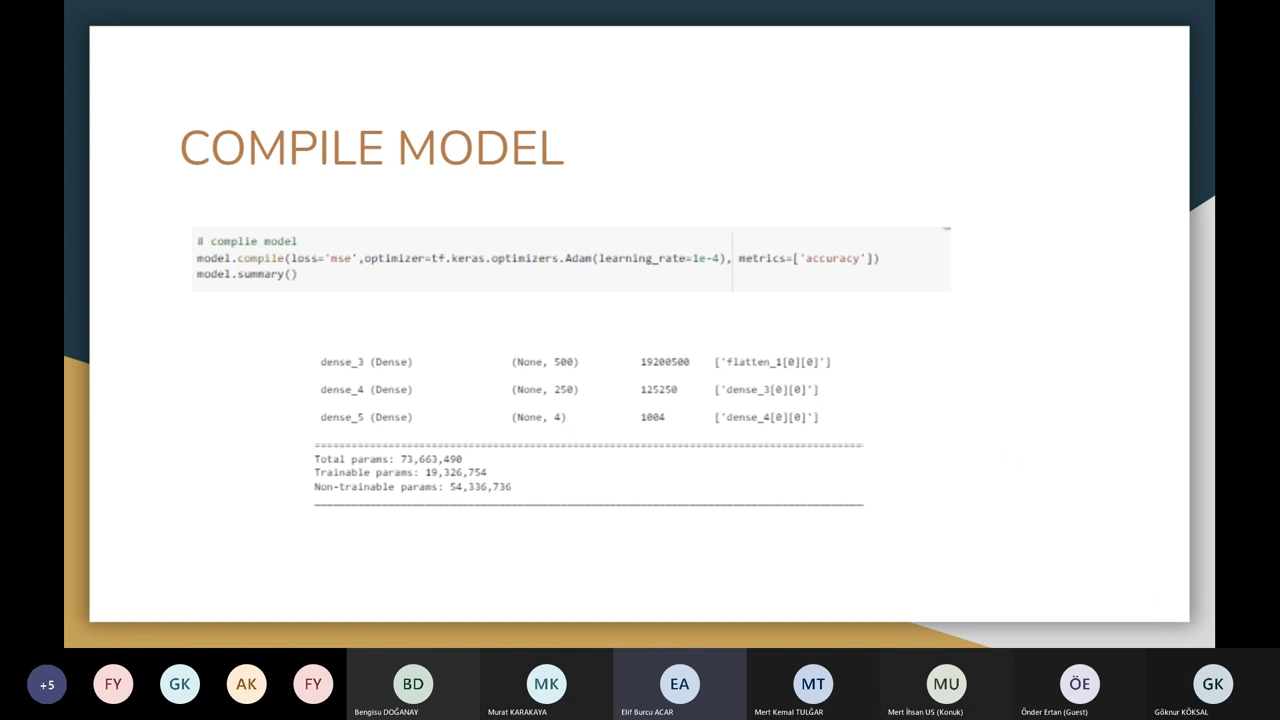 COMPILE MODEL
# complie model
model.compile(loss='mse',optimizer=tf.keras.optimizers.Adam(learning_rate=1e-4), metrics=['accuracy'])
model.summary()
dense_3 (Dense) (None, 500) 19200500 ['flatten_1[0][0]']
dense_4 (Dense) (None, 250) 125250 ['dense_3[0][0]']
dense_5 (Dense) (None, 4) 1004 ['dense_4[0][0]']
Total params: 73,663,490
Trainable params: 19,326,754
Non-trainable params: 54,336,736
+5 FY GK AK FY BD MK EA MT MU ÖE GK
Bengisu DOĞANAY Murat KARAKAYA Elif Burcu ACAR Mert Kemal TULĞAR Mert İhsan US (Konuk) Önder Ertan (Guest) Göknur KÖKSAL